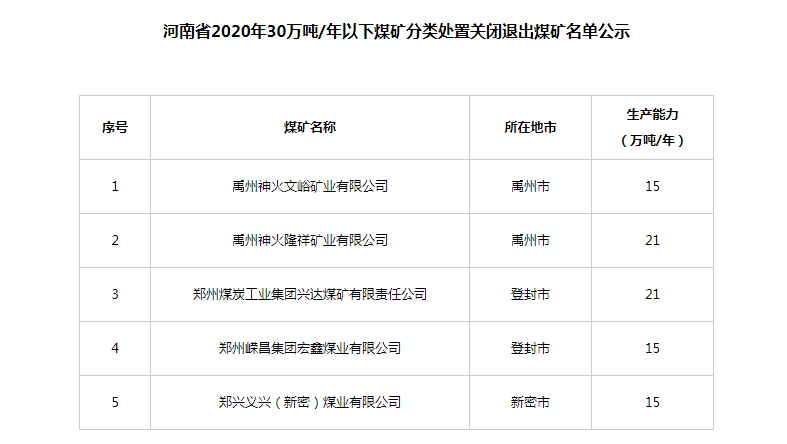 河南省2020年30万吨/年以下煤矿分类处置关闭退出煤矿名单公示
序号 煤矿名称 所在地市 生产能力
（万吨/年）
1 禹州神火文峪矿业有限公司 禹州市 15
2 禹州神火隆祥矿业有限公司 禹州市 21
3 郑州煤炭工业集团兴达煤矿有限责任公司 登封市 21
4 郑州嵘昌集团宏鑫煤业有限公司 登封市 15
5 郑兴义兴（新密）煤业有限公司 新密市 15